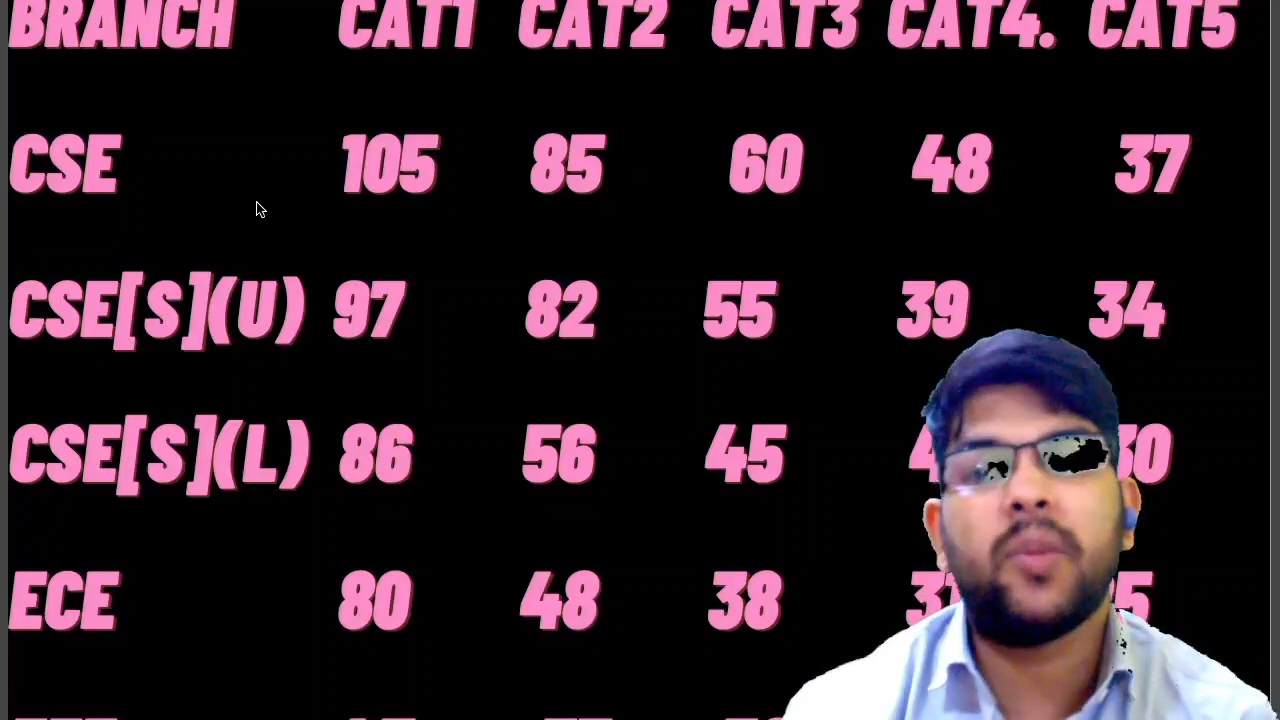 BRANCH CAT1 CAT2 CAT3 CAT4. CAT5
CSE 105 85 60 48 37
CSE[S](U) 97 82 55 39 34
CSE[S](L) 86 56 45
ECE 80 48 38